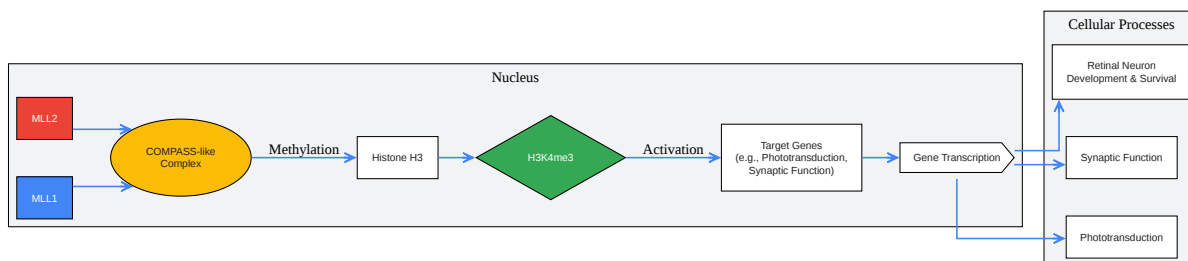 Cellular Processes
Retinal Neuron
Development & Survival
Nucleus
MLL2
COMPASS-like
Complex
Methylation
Histone H3
H3K4me3
Activation
Target Genes
(e.g., Phototransduction,
Synaptic Function)
Gene Transcription
Synaptic Function
MLL1
Phototransduction